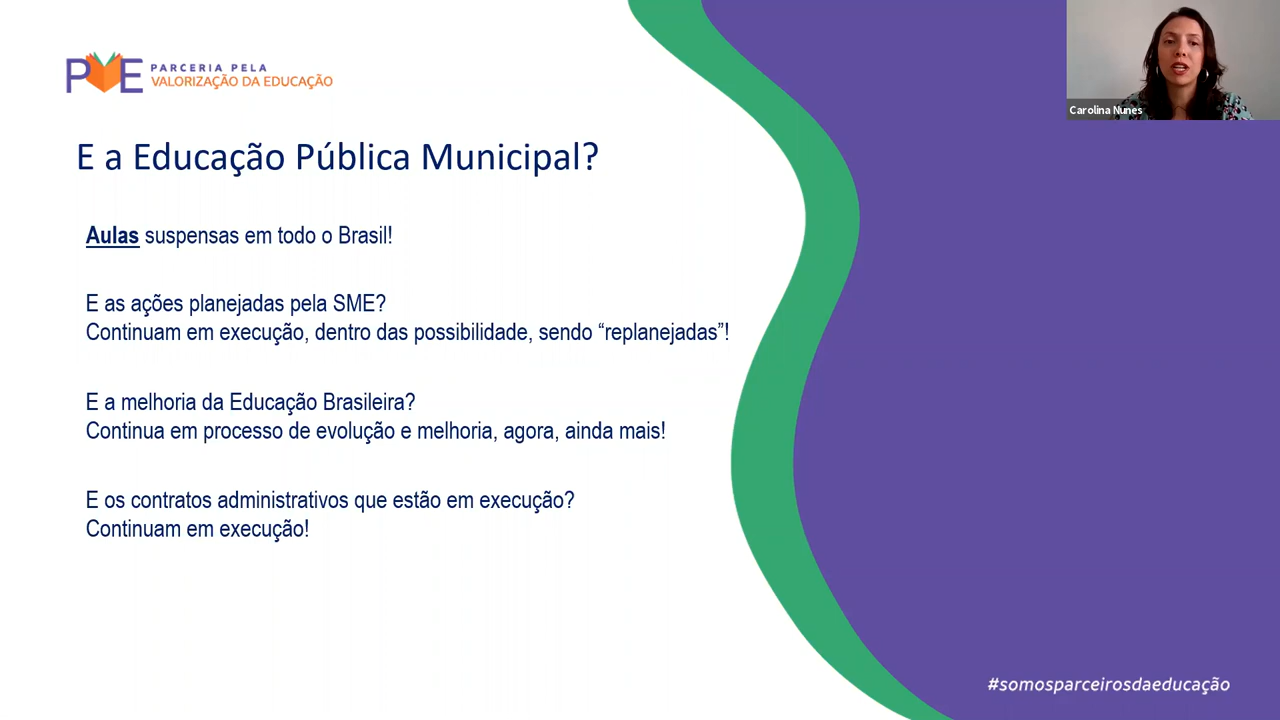 PVE PARCERIA PELA
VALORIZAÇÃO DA EDUCAÇÃO
Carolina Nunes
E a Educação Pública Municipal?
Aulas suspensas em todo o Brasil!
E as ações planejadas pela SME?
Continuam em execução, dentro das possibilidade, sendo “replanejadas”!
E a melhoria da Educação Brasileira?
Continua em processo de evolução e melhoria, agora, ainda mais!
E os contratos administrativos que estão em execução?
Continuam em execução!
#somosparceirosdaeducação